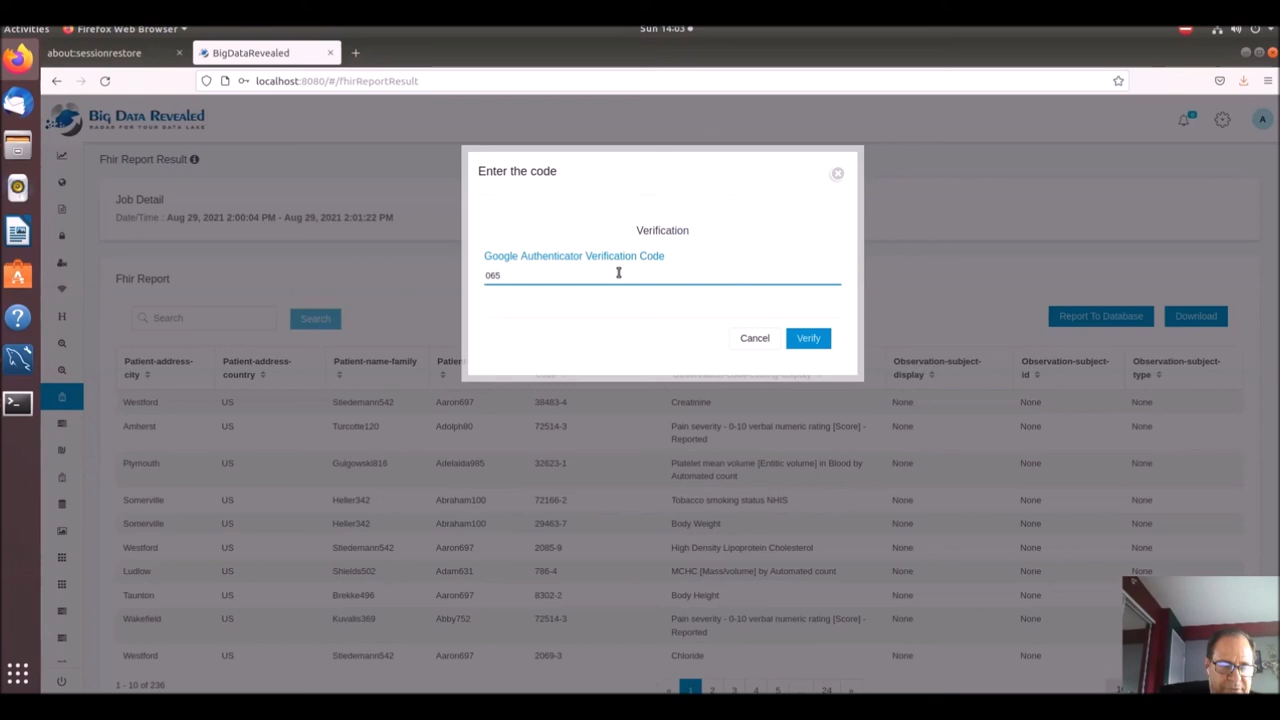 Activities Firefox Web Browser Sun 14:03
about:sessionrestore BigDataRevealed
localhost:8080/#/fhirReportResult
BIG DATA REVEALED A
RADAR FOR YOUR DATA LAKE
Fhir Report Result
Job Detail
Date/Time : Aug 29, 2021 2:00:04 PM - Aug 29, 2021 2:01:22 PM
Enter the code
Verification
Google Authenticator Verification Code
065
Cancel Verify
Fhir Report
Search Search Report To Database Download
Patient-address-city Patient-address-country Patient-name-family Observation-subject-display Observation-subject-id Observation-subject-type
Westford US Stiedemann542 Aaron697 38483-4 Creatinine None None None
Amherst US Turcotte120 Adolph80 72514-3 Pain severity - 0-10 verbal numeric rating [Score] - Reported None None None
Plymouth US Gulgowski816 Adelaida985 32623-1 Platelet mean volume [Entitic volume] in Blood by Automated count None None None
Somerville US Heller342 Abraham100 72166-2 Tobacco smoking status NHIS None None None
Somerville US Heller342 Abraham100 29463-7 Body Weight None None None
Westford US Stiedemann542 Aaron697 2085-9 High Density Lipoprotein Cholesterol None None None
Ludlow US Shields502 Adam631 786-4 MCHC [Mass/volume] by Automated count None None None
Taunton US Brekke496 Aaron697 8302-2 Body Height None None None
Wakefield US Kuvalis369 Abby752 72514-3 Pain severity - 0-10 verbal numeric rating [Score] - Reported None None
Westford US Stiedemann542 Aaron697 2069-3 Chloride None None
1 - 10 of 236 « 1 2 3 4 5 ... 24 »